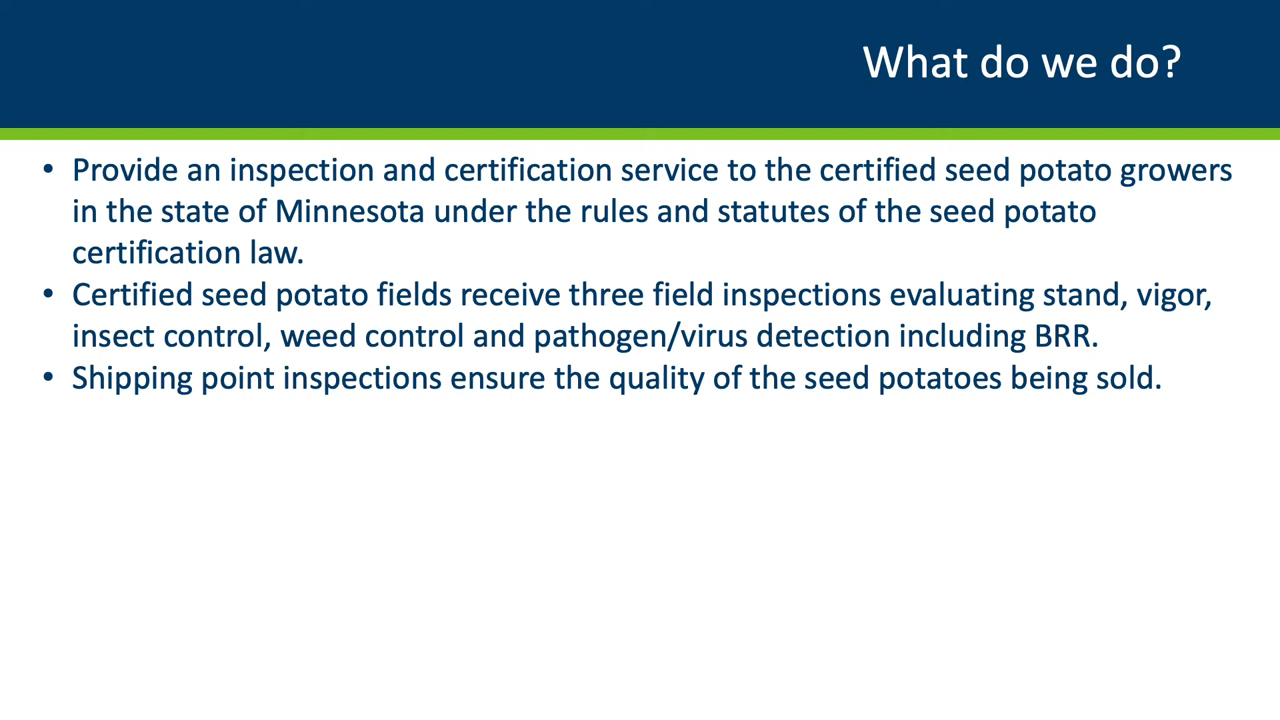 What do we do?
• Provide an inspection and certification service to the certified seed potato growers
in the state of Minnesota under the rules and statutes of the seed potato
certification law.
• Certified seed potato fields receive three field inspections evaluating stand, vigor,
insect control, weed control and pathogen/virus detection including BRR.
• Shipping point inspections ensure the quality of the seed potatoes being sold.